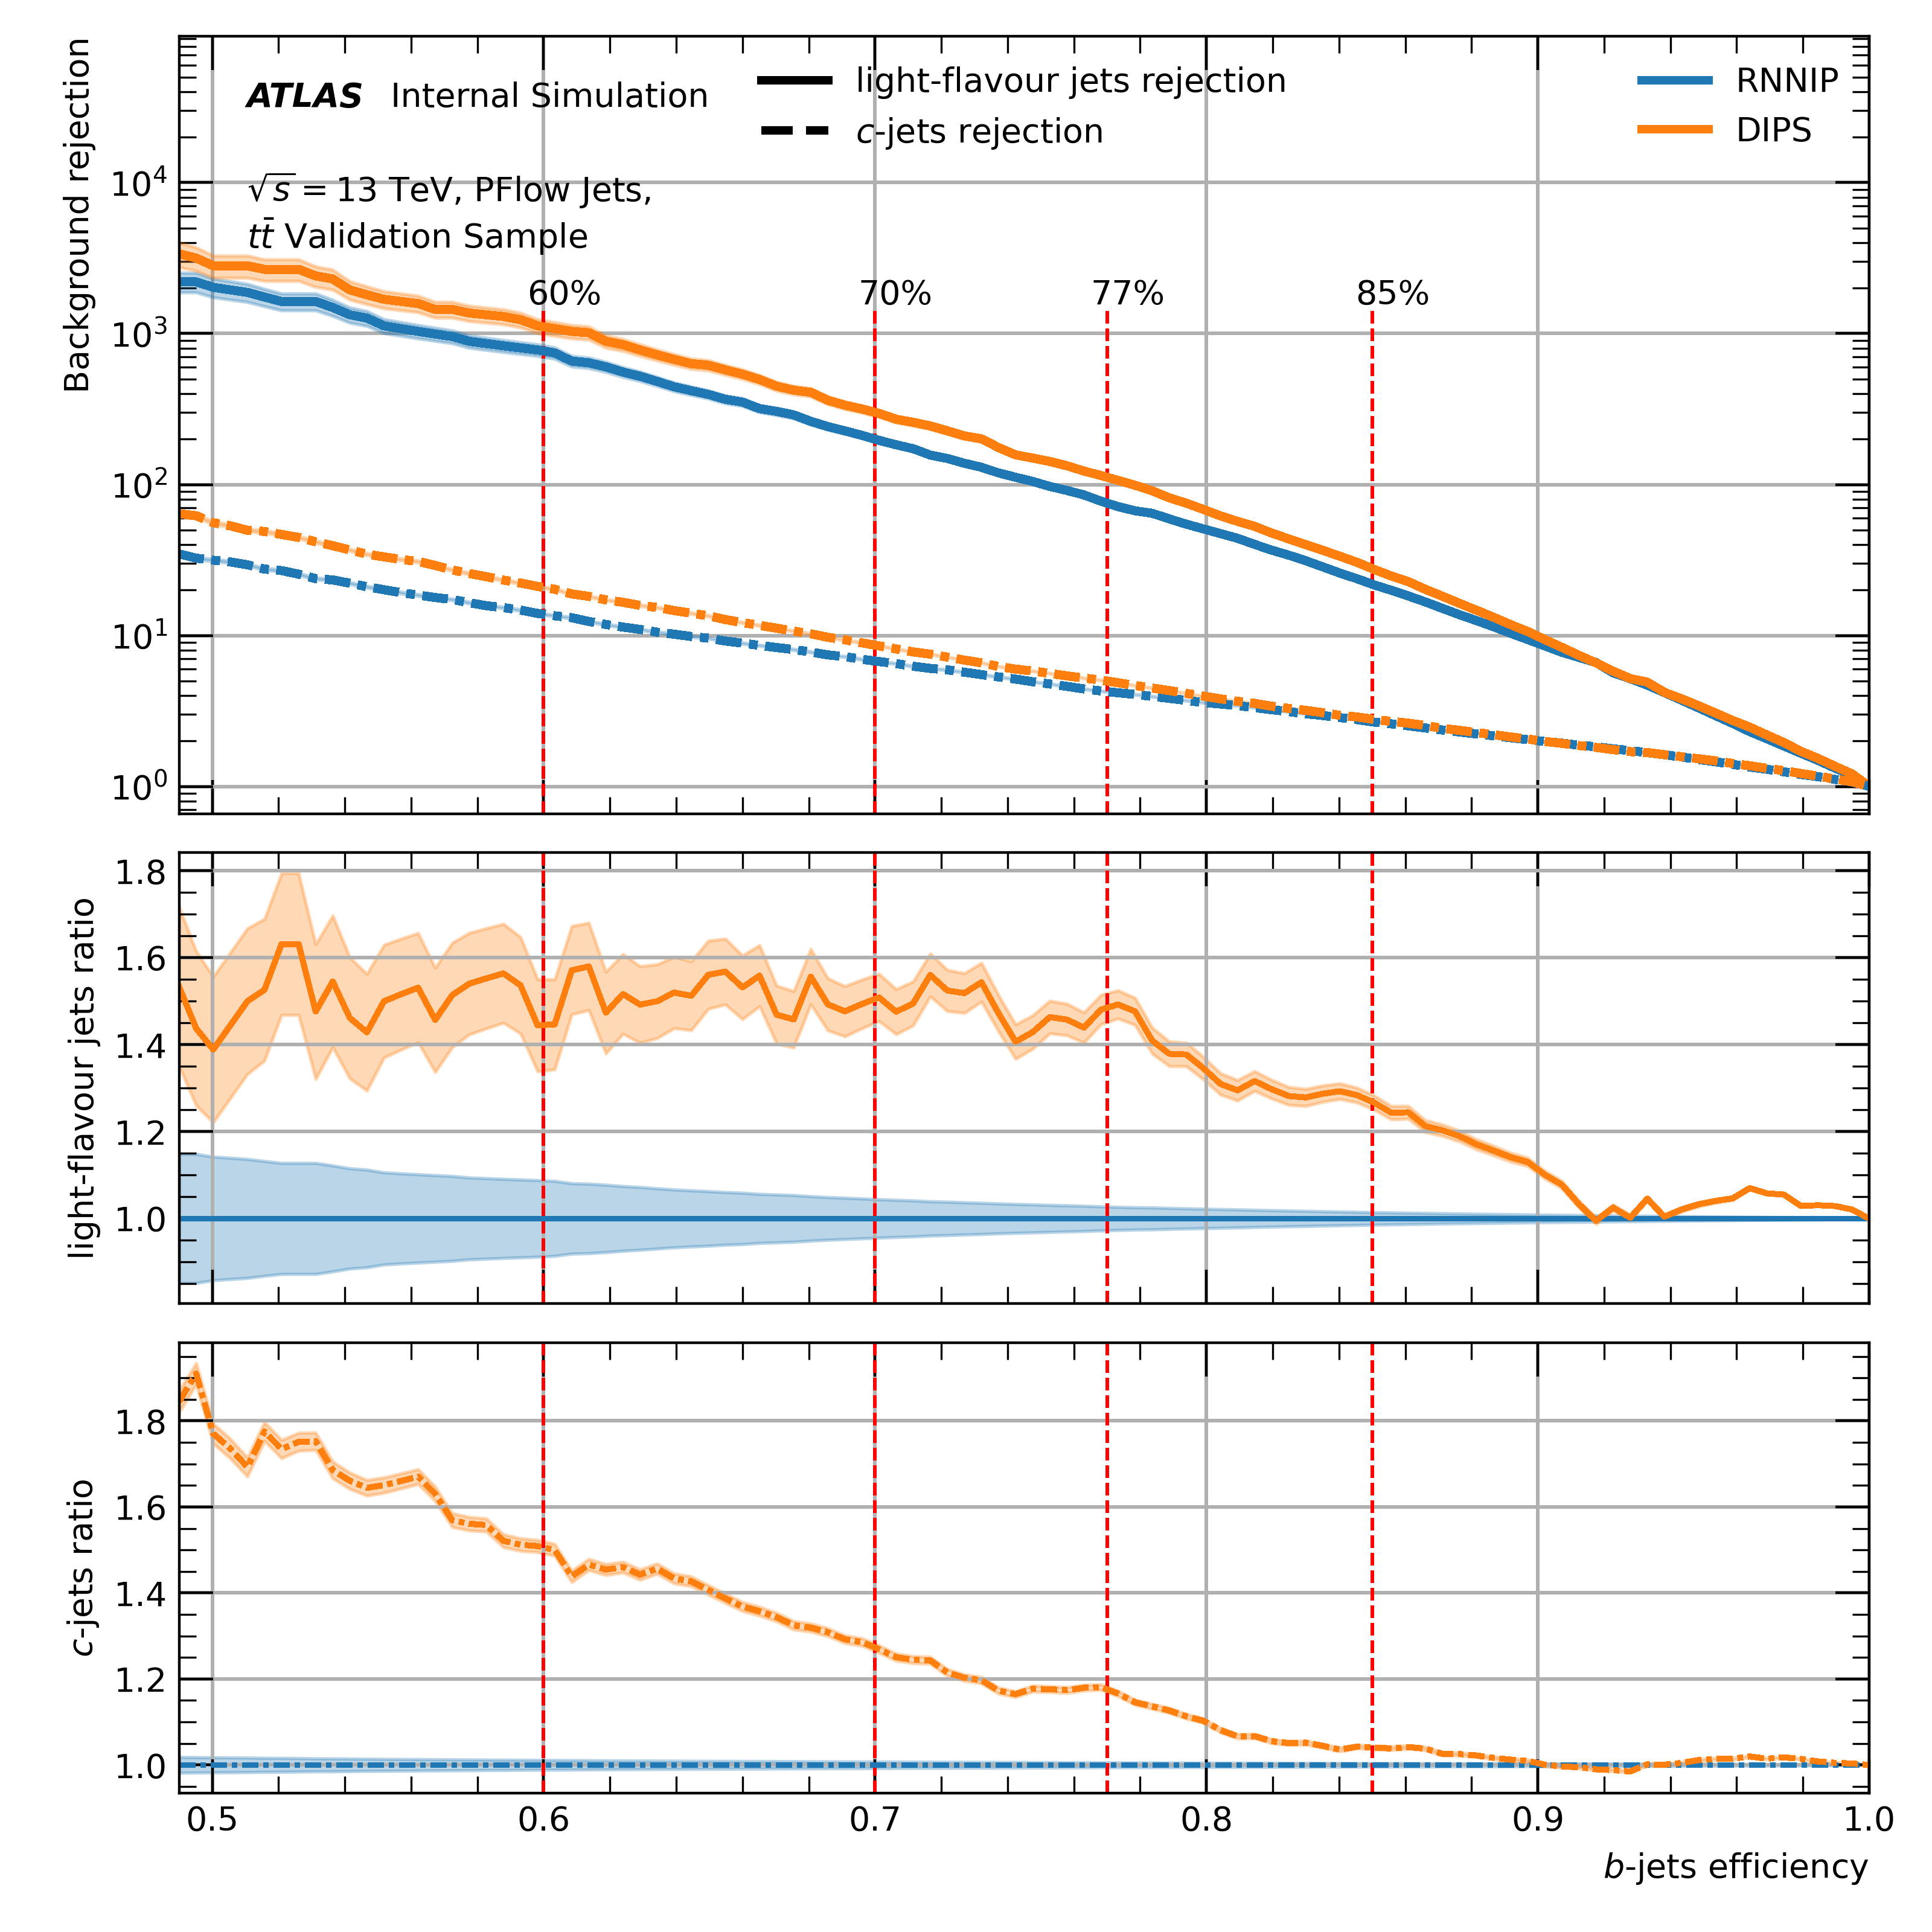 Background rejection
ATLAS Internal Simulation
√s = 13 TeV, PFlow Jets,
tt̄ Validation Sample
light-flavour jets rejection
c-jets rejection
RNNIP
DIPS
60% 70% 77% 85%
10⁴
10³
10²
10¹
10⁰
light-flavour jets ratio
1.8
1.6
1.4
1.2
1.0
c-jets ratio
1.8
1.6
1.4
1.2
1.0
0.5 0.6 0.7 0.8 0.9 1.0
b-jets efficiency